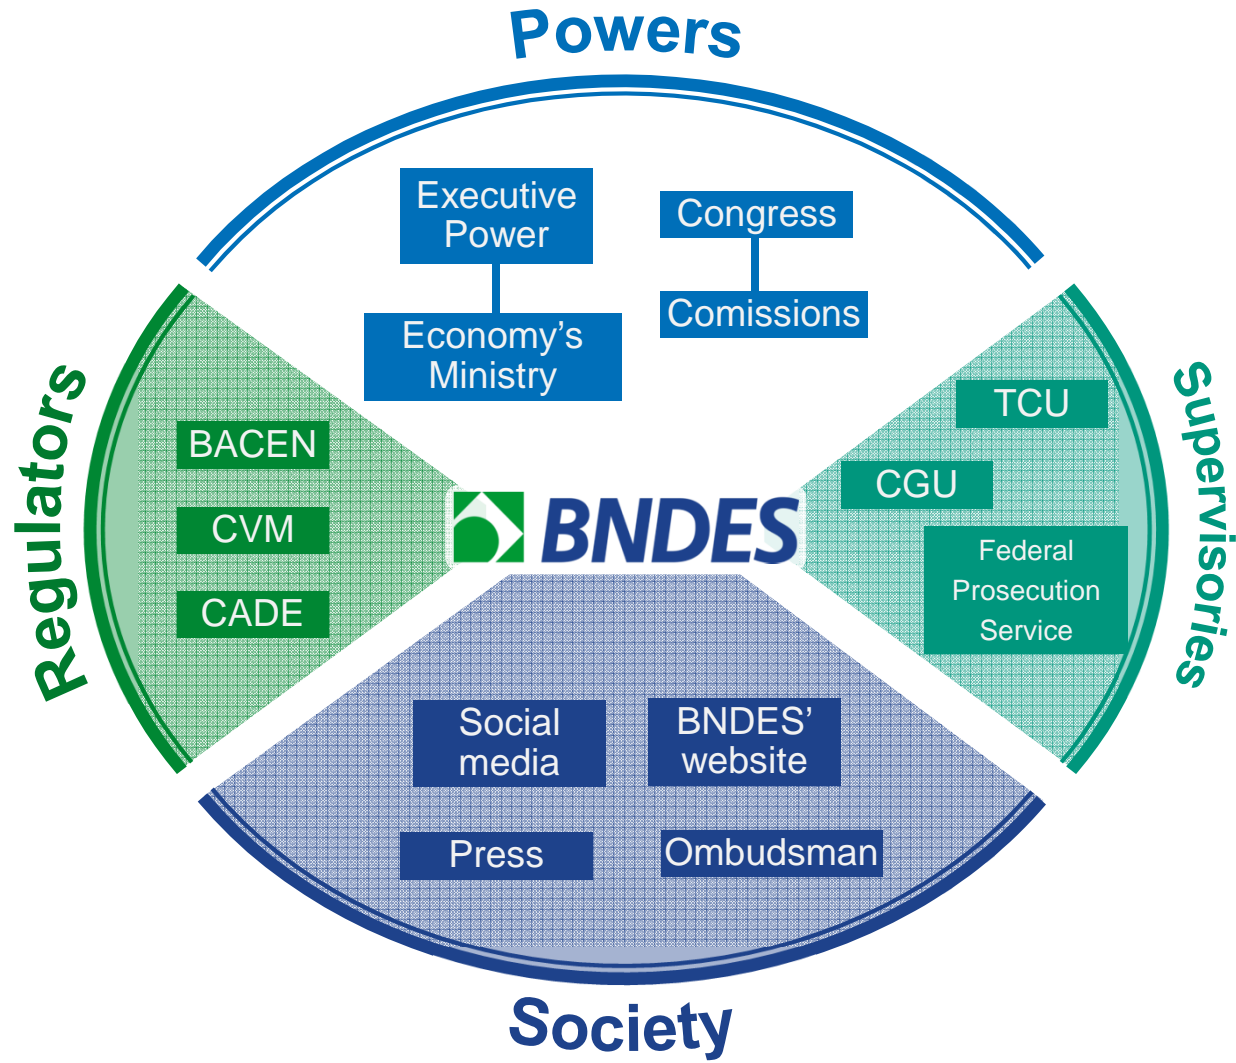 Powers
Executive
Power
Congress
Economy's
Ministry
Comissions
Regulators
BACEN
CVM
CADE
BNDES
Supervisories
TCU
CGU
Federal
Prosecution
Service
Social
media
BNDES’
website
Press
Ombudsman
Society